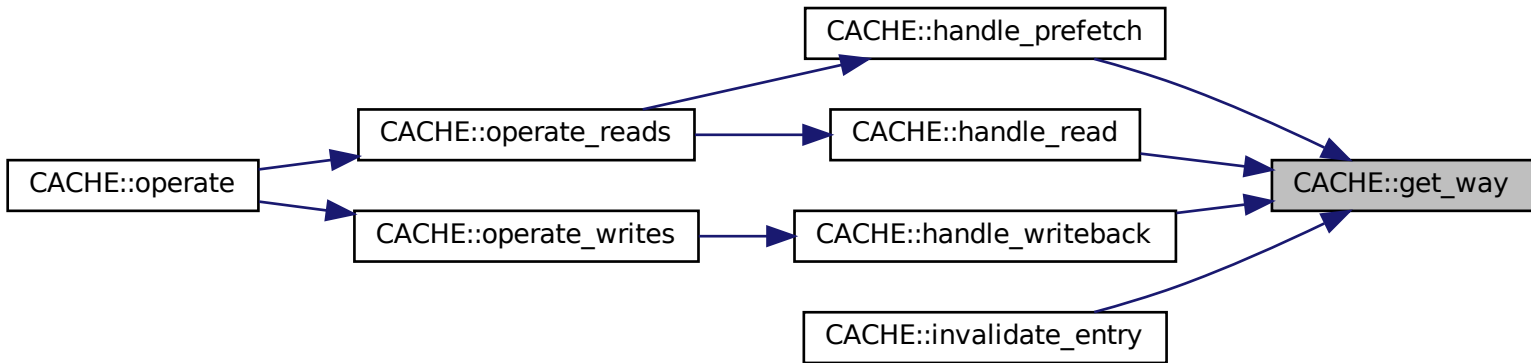 CACHE::handle_prefetch
CACHE::operate_reads
CACHE::handle_read
CACHE::operate
CACHE::get_way
CACHE::operate_writes
CACHE::handle_writeback
CACHE::invalidate_entry